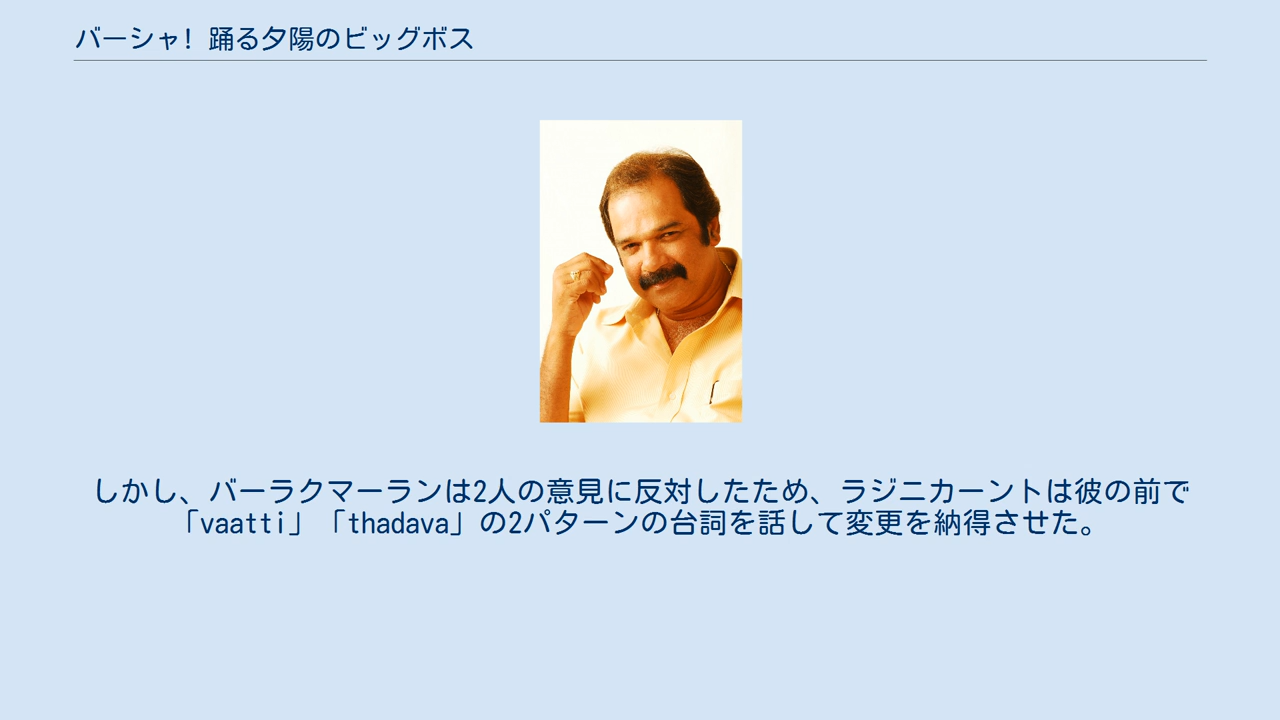 バーシャ! 踊る夕陽のビッグボス
しかし、バーラクマーランは2人の意見に反対したため、ラジニカーントは彼の前で
「vaatti」「thadava」の2パターンの台詞を話して変更を納得させた。